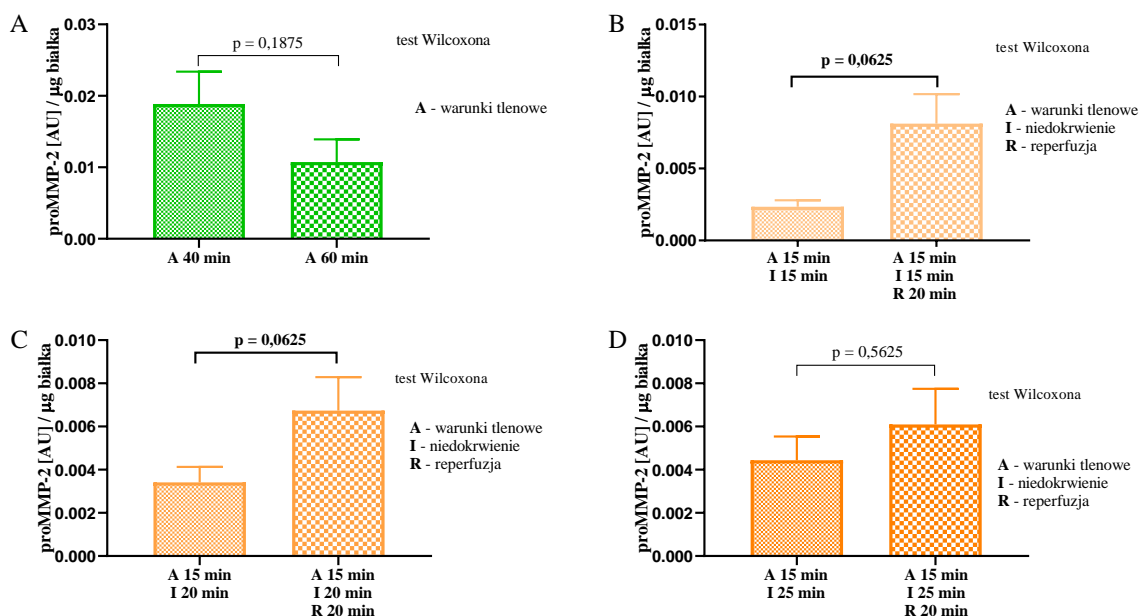 A
proMMP-2 [AU] / µg białka
0.03
0.02
0.01
0.00
p = 0,1875
test Wilcoxona
A - warunki tlenowe
A 40 min
A 60 min
B
proMMP-2 [AU] / µg białka
0.015
0.010
0.005
0.000
p = 0,0625
test Wilcoxona
A - warunki tlenowe
I - niedokrwienie
R - reperfuzja
A 15 min
I 15 min
A 15 min
I 15 min
R 20 min
C
proMMP-2 [AU] / µg białka
0.010
0.008
0.006
0.004
0.002
0.000
p = 0,0625
test Wilcoxona
A - warunki tlenowe
I - niedokrwienie
R - reperfuzja
A 15 min
I 20 min
A 15 min
I 20 min
R 20 min
D
proMMP-2 [AU] / µg białka
0.010
0.008
0.006
0.004
0.002
0.000
p = 0,5625
test Wilcoxona
A - warunki tlenowe
I - niedokrwienie
R - reperfuzja
A 15 min
I 25 min
A 15 min
I 25 min
R 20 min